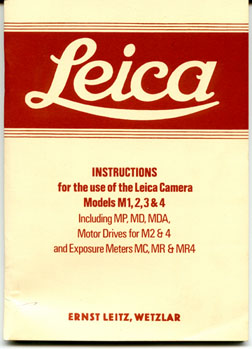 Leica
INSTRUCTIONS
for the use of the Leica Camera
Models M1, 2, 3 & 4
Including MP, MD, MDA,
Motor Drives for M2 & 4
and Exposure Meters MC, MR & MR4
ERNST LEITZ, WETZLAR